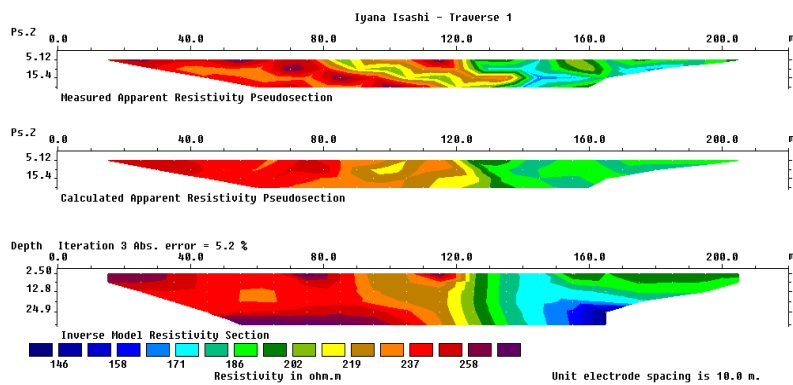 Iyana Isashi - Traverse 1
Ps.Z 0.0 40.0 80.0 120.0 160.0 200.0 m
5.12
15.4
Measured Apparent Resistivity Pseudosection
Ps.Z 0.0 40.0 80.0 120.0 160.0 200.0 m
5.12
15.4
Calculated Apparent Resistivity Pseudosection
Depth Iteration 3 Abs. error = 5.2 %
0.0 40.0 80.0 120.0 160.0 200.0 m
2.50
12.8
24.9
Inverse Model Resistivity Section
146 158 171 186 202 219 237 258
Resistivity in ohm.m Unit electrode spacing is 10.0 m.